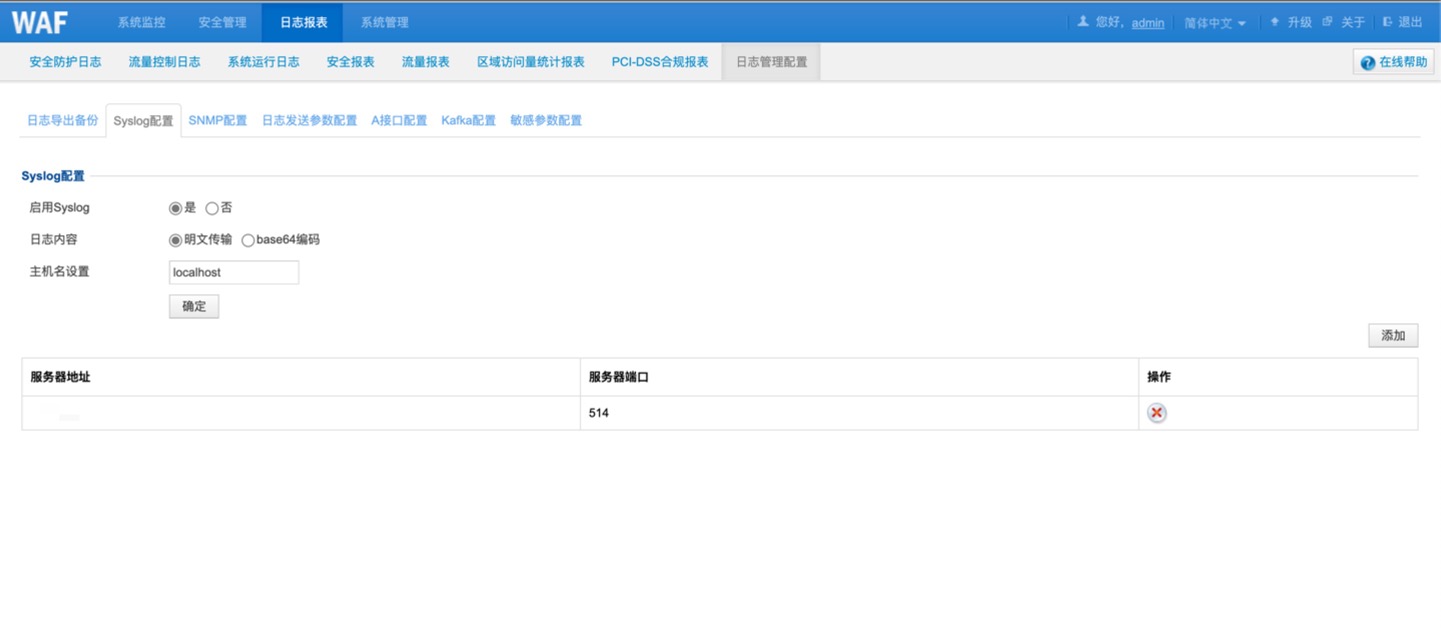 WAF 系统监控 安全管理 日志报表 系统管理 您好, admin 简体中文 升级 关于 退出
安全防护日志 流量控制日志 系统运行日志 安全报表 流量报表 区域访问量统计报表 PCI-DSS合规报表 日志管理配置 在线帮助
日志导出备份 Syslog配置 SNMP配置 日志发送参数配置 A接口配置 Kafka配置 敏感参数配置
Syslog配置
启用Syslog 是 否
日志内容 明文传输 base64编码
主机名设置 localhost
确定
添加
服务器地址 服务器端口 操作
514